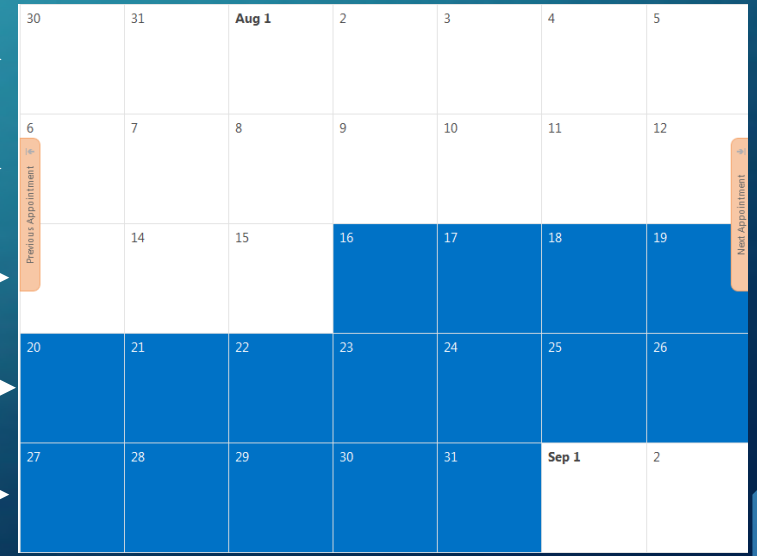 30 31 Aug 1 2 3 4 5
6 7 8 9 10 11 12
Previous Appointment
Next Appointment
14 15 16 17 18 19
20 21 22 23 24 25 26
27 28 29 30 31 Sep 1 2